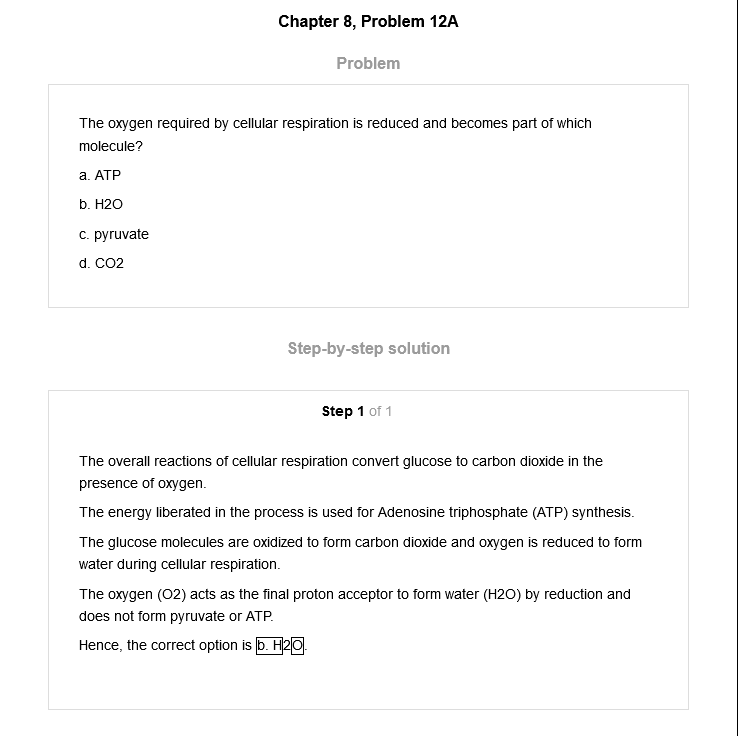 Chapter 8, Problem 12A
Problem
The oxygen required by cellular respiration is reduced and becomes part of which
molecule?
a. ATP
b. H2O
c. pyruvate
d. CO2
Step-by-step solution
Step 1 of 1
The overall reactions of cellular respiration convert glucose to carbon dioxide in the
presence of oxygen.
The energy liberated in the process is used for Adenosine triphosphate (ATP) synthesis.
The glucose molecules are oxidized to form carbon dioxide and oxygen is reduced to form
water during cellular respiration.
The oxygen (O2) acts as the final proton acceptor to form water (H2O) by reduction and
does not form pyruvate or ATP.
Hence, the correct option is b. H2O.